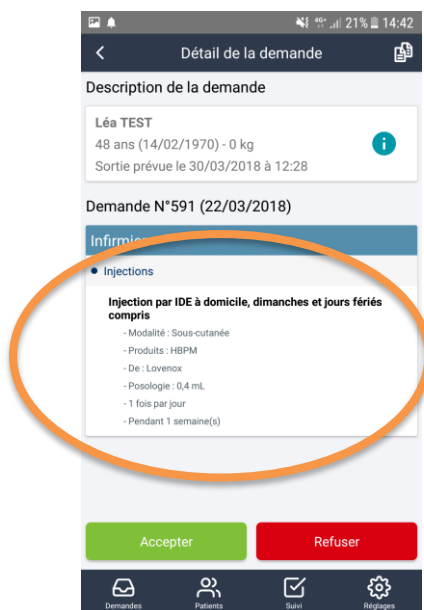 4G+ 21% 14:42
Détail de la demande
Description de la demande
Léa TEST
48 ans (14/02/1970) - 0 kg
Sortie prévue le 30/03/2018 à 12:28
Demande N°591 (22/03/2018)
Injections
Injection par IDE à domicile, dimanches et jours fériés
compris
- Modalité : Sous-cutanée
- Produits : HBPM
- De : Lovenox
- Posologie : 0,4 mL
- 1 fois par jour
- Pendant 1 semaine(s)
Accepter Refuser
Demandes Patients Suivi Réglages